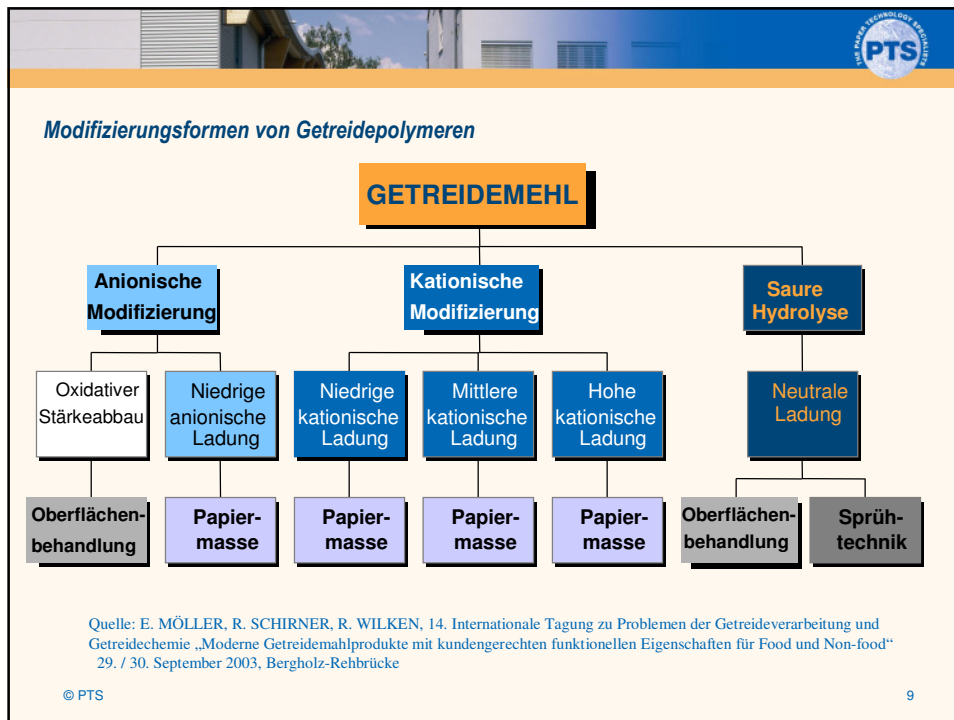 THE PAPER TECHNOLOGY SPECIALISTS
PTS
Modifizierungsformen von Getreidepolymeren
GETREIDEMEHL
Anionische
Modifizierung
Kationische
Modifizierung
Saure
Hydrolyse
Oxidativer
Stärkeabbau
Niedrige
anionische
Ladung
Niedrige
kationische
Ladung
Mittlere
kationische
Ladung
Hohe
kationische
Ladung
Neutrale
Ladung
Oberflächen-
behandlung
Papier-
masse
Papier-
masse
Papier-
masse
Papier-
masse
Oberflächen-
behandlung
Sprüh-
technik
Quelle: E. MÖLLER, R. SCHIRNER, R. WILKEN, 14. Internationale Tagung zu Problemen der Getreideverarbeitung und
Getreidechemie „Moderne Getreidemahlprodukte mit kundengerechten funktionellen Eigenschaften für Food und Non-food“
29. / 30. September 2003, Bergholz-Rehbrücke
© PTS
9